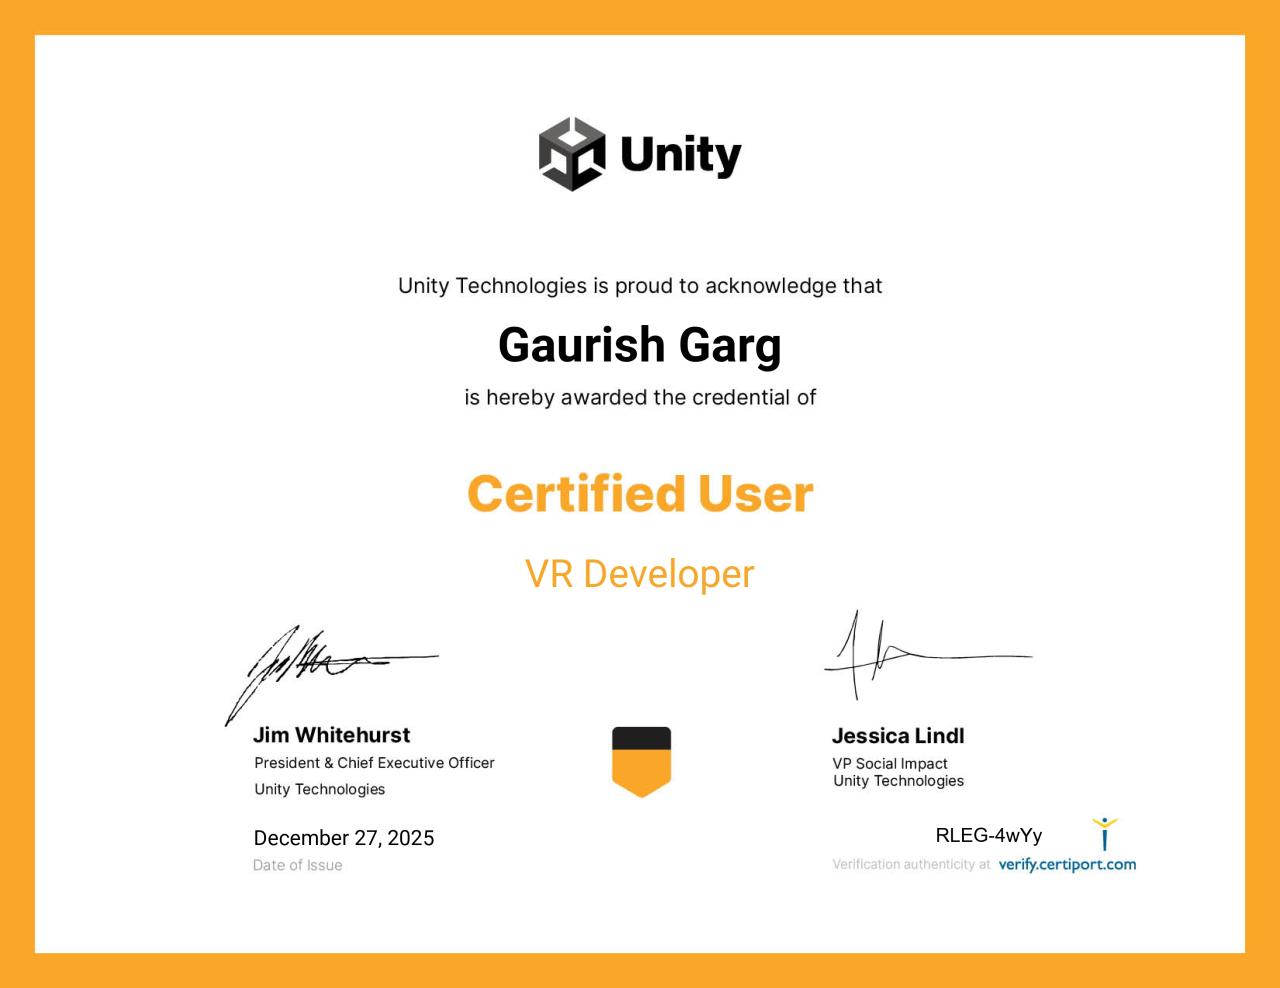 Unity
Unity Technologies is proud to acknowledge that
Gaurish Garg
is hereby awarded the credential of
Certified User
VR Developer
Jim Whitehurst
President & Chief Executive Officer
Unity Technologies
December 27, 2025
Date of Issue
Jessica Lindl
VP Social Impact
Unity Technologies
RLEG-4wYy
Verification authenticity at verify.certiport.com